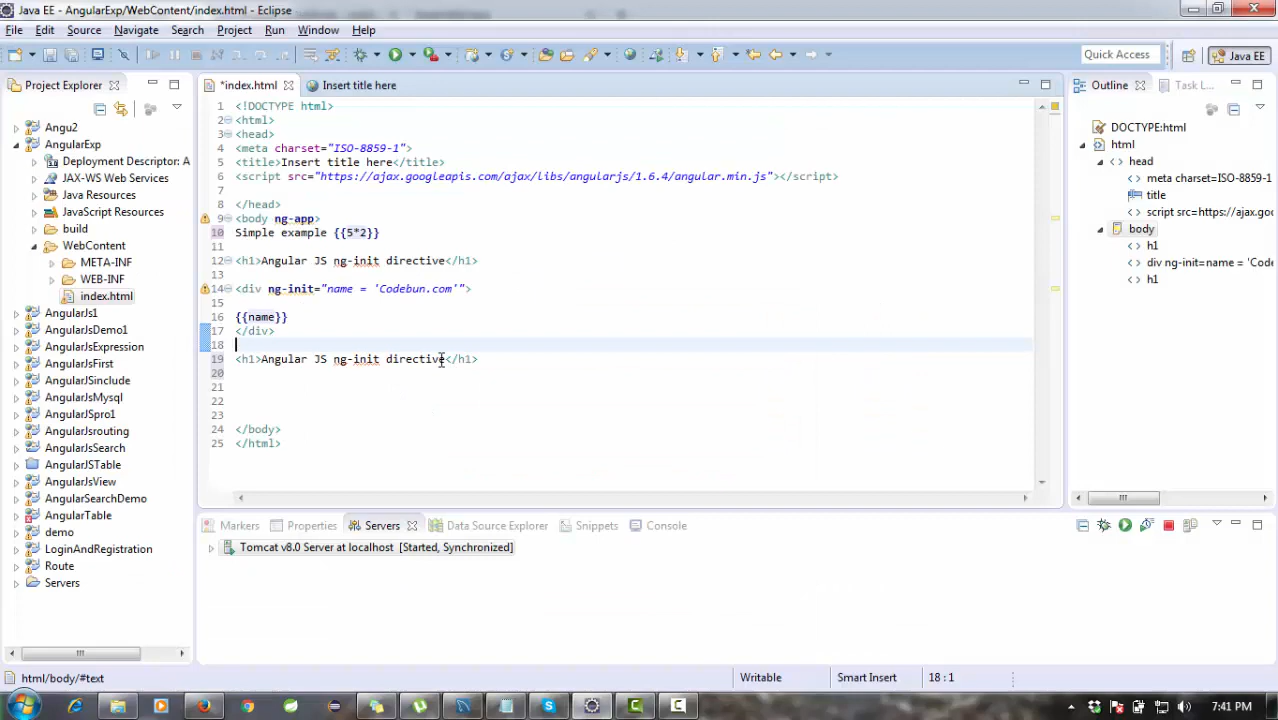 Java EE - AngularExp/WebContent/index.html - Eclipse
File Edit Source Navigate Search Project Run Window Help
Quick Access
Java EE
Project Explorer
*index.html
Insert title here
Outline
Task L...
Angu2
AngularExp
Deployment Descriptor: A
JAX-WS Web Services
Java Resources
JavaScript Resources
build
WebContent
META-INF
WEB-INF
index.html
AngularJs1
AngularJsDemo1
AngularJsExpression
AngularJsFirst
AngularJSinclude
AngularJsMysql
AngularJSpro1
AngularJsrouting
AngularJsSearch
AngularJSTable
AngularJsView
AngularSearchDemo
AngularTable
demo
LoginAndRegistration
Route
Servers
1 <!DOCTYPE html>
2 <html>
3 <head>
4 <meta charset="ISO-8859-1">
5 <title>Insert title here</title>
6 <script src="https://ajax.googleapis.com/ajax/libs/angularjs/1.6.4/angular.min.js"></script>
7
8 </head>
9 <body ng-app>
10 Simple example {{5*2}}
11
12 <h1>Angular JS ng-init directive</h1>
13
14 <div ng-init="name = 'Codebun.com'">
15
16 {{name}}
17 </div>
18
19 <h1>Angular JS ng-init directive</h1>
20
21
22
23
24 </body>
25 </html>
DOCTYPE:html
html
head
meta charset=ISO-8859-1
title
script src=https://ajax.
body
h1
div ng-init=name = 'Code
h1
Markers
Properties
Servers
Data Source Explorer
Snippets
Console
Tomcat v8.0 Server at localhost [Started, Synchronized]
html/body/#text
Writable
Smart Insert
18 : 1
7:41 PM